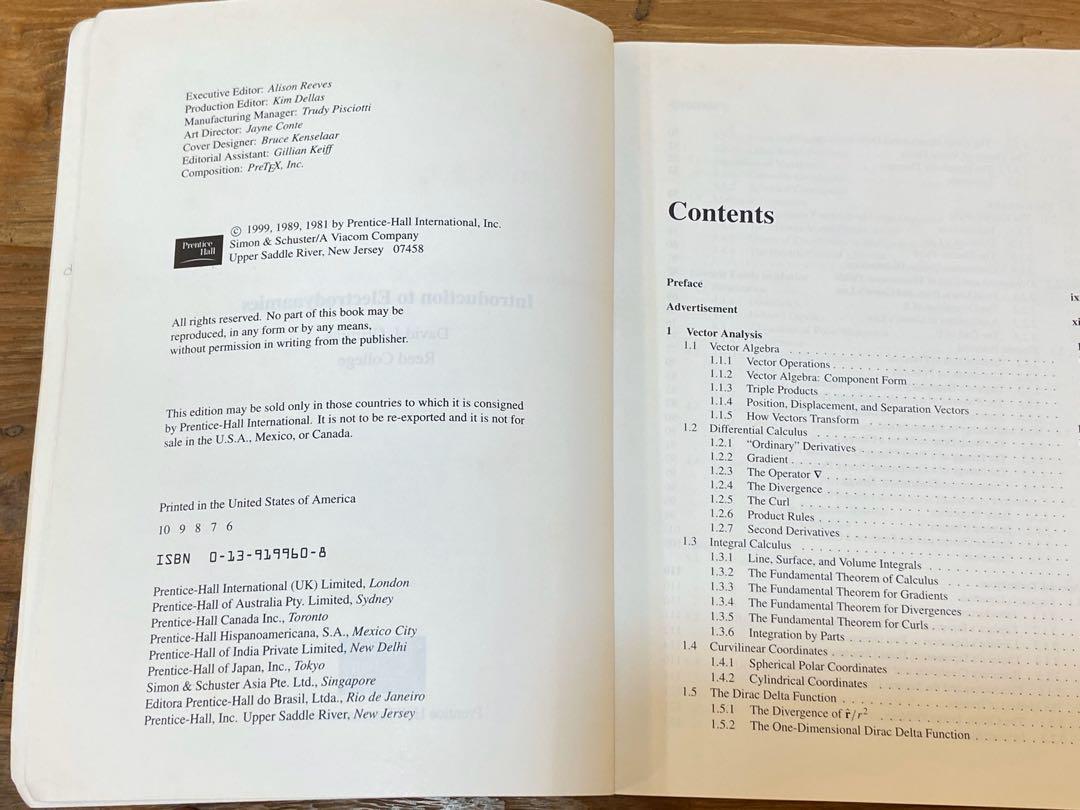 Executive Editor: Alison Reeves
Production Editor: Kim Dellas
Manufacturing Manager: Trudy Pisciotti
Art Director: Jayne Conte
Cover Designer: Bruce Kenselaar
Editorial Assistant: Gillian Keiff
Composition: PreTEX, Inc.
Prentice
Hall
© 1999, 1989, 1981 by Prentice-Hall International, Inc.
Simon & Schuster/A Viacom Company
Upper Saddle River, New Jersey 07458
Introduction to Electrodynamics
Reed College
All rights reserved. No part of this book may be
reproduced, in any form or by any means,
without permission in writing from the publisher.
This edition may be sold only in those countries to which it is consigned
by Prentice-Hall International. It is not to be re-exported and it is not for
sale in the U.S.A., Mexico, or Canada.
Printed in the United States of America
10 9 8 7 6
ISBN 0-13-919960-8
Prentice-Hall International (UK) Limited, London
Prentice-Hall of Australia Pty. Limited, Sydney
Prentice-Hall Canada Inc., Toronto
Prentice-Hall Hispanoamericana, S.A., Mexico City
Prentice-Hall of India Private Limited, New Delhi
Prentice-Hall of Japan, Inc., Tokyo
Simon & Schuster Asia Pte. Ltd., Singapore
Editora Prentice-Hall do Brasil, Ltda., Rio de Janeiro
Prentice-Hall, Inc. Upper Saddle River, New Jersey
Contents
Preface ix
Advertisement xi
1 Vector Analysis 1
1.1 Vector Algebra
1.1.1 Vector Operations
1.1.2 Vector Algebra: Component Form
1.1.3 Triple Products
1.1.4 Position, Displacement, and Separation Vectors
1.1.5 How Vectors Transform
1.2 Differential Calculus
1.2.1 “Ordinary” Derivatives
1.2.2 Gradient
1.2.3 The Operator ∇
1.2.4 The Divergence
1.2.5 The Curl
1.2.6 Product Rules
1.2.7 Second Derivatives
1.3 Integral Calculus
1.3.1 Line, Surface, and Volume Integrals
1.3.2 The Fundamental Theorem of Calculus
1.3.3 The Fundamental Theorem for Gradients
1.3.4 The Fundamental Theorem for Divergences
1.3.5 The Fundamental Theorem for Curls
1.3.6 Integration by Parts
1.4 Curvilinear Coordinates
1.4.1 Spherical Polar Coordinates
1.4.2 Cylindrical Coordinates
1.5 The Dirac Delta Function
1.5.1 The Divergence of r̂/r²
1.5.2 The One-Dimensional Dirac Delta Function